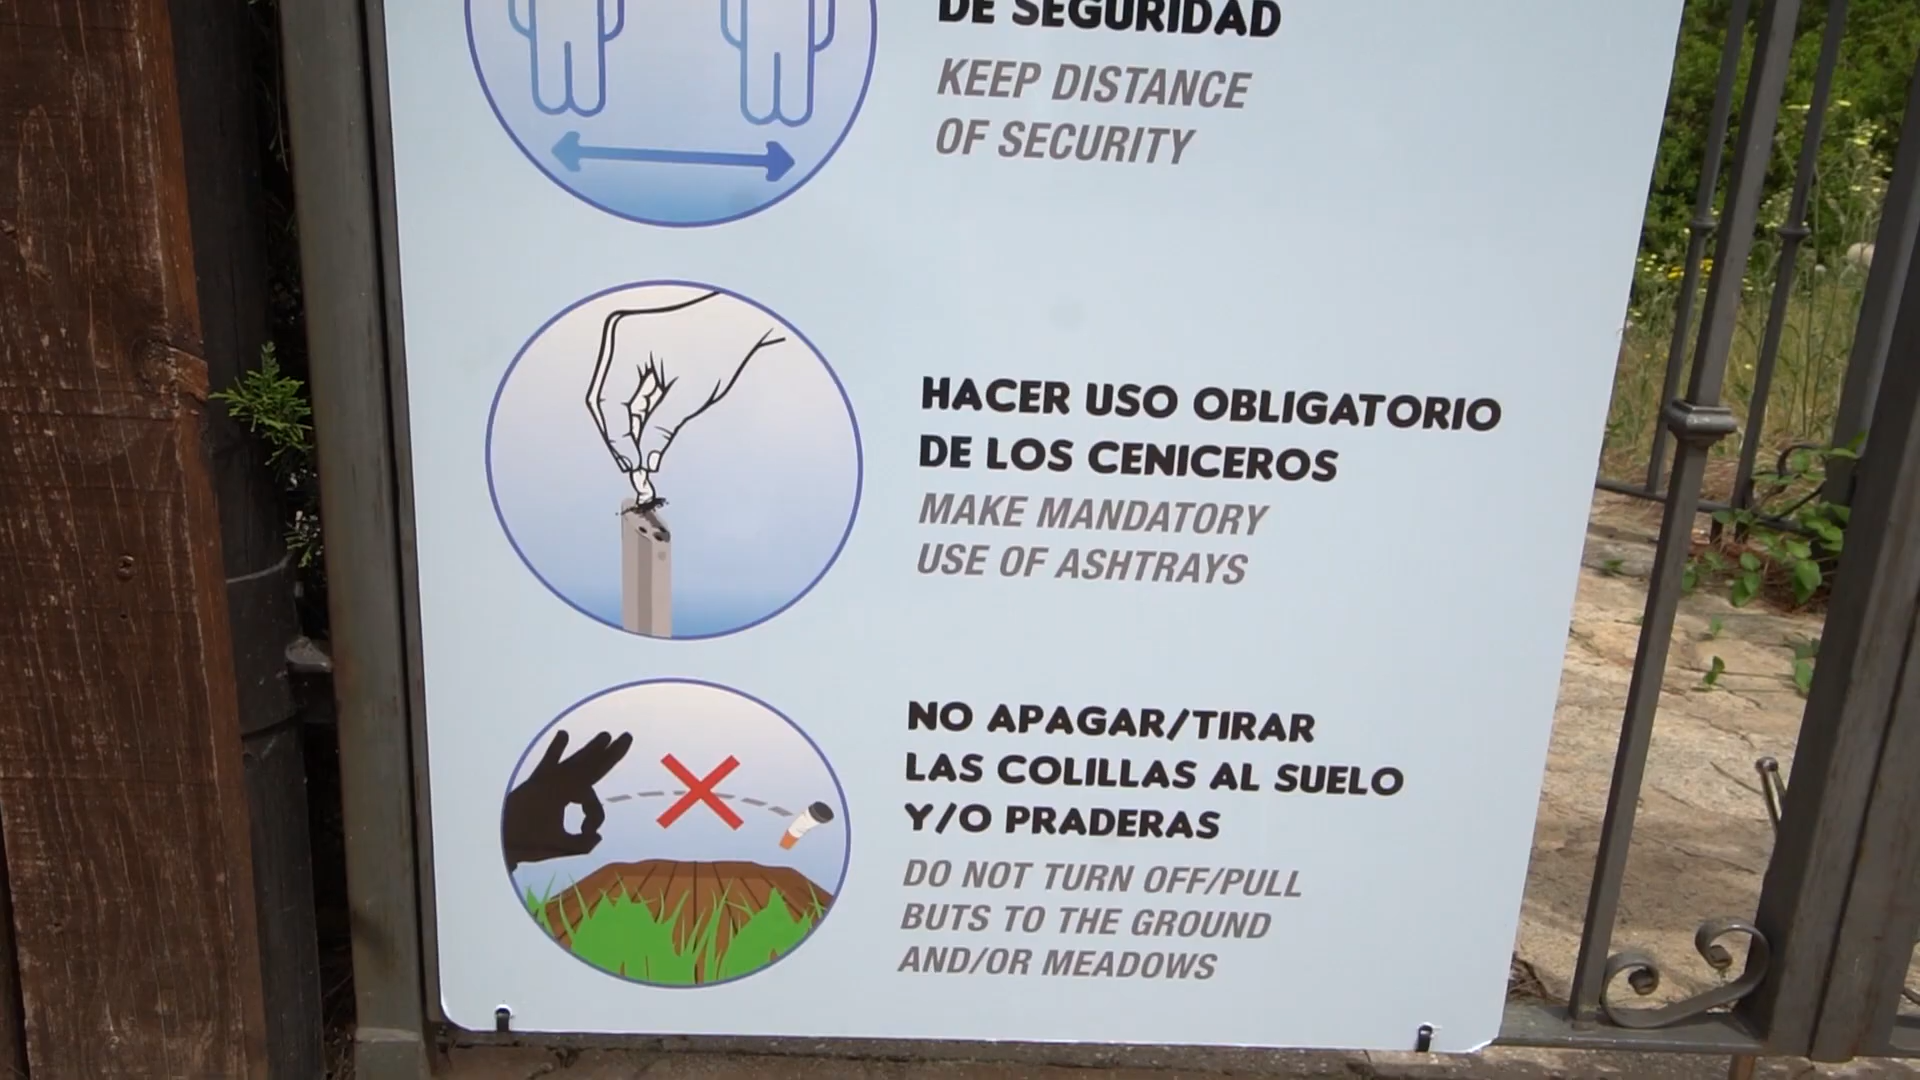 DE SEGURIDAD
KEEP DISTANCE
OF SECURITY
HACER USO OBLIGATORIO
DE LOS CENICEROS
MAKE MANDATORY
USE OF ASHTRAYS
NO APAGAR/TIRAR
LAS COLILLAS AL SUELO
Y/O PRADERAS
DO NOT TURN OFF/PULL
BUTS TO THE GROUND
AND/OR MEADOWS